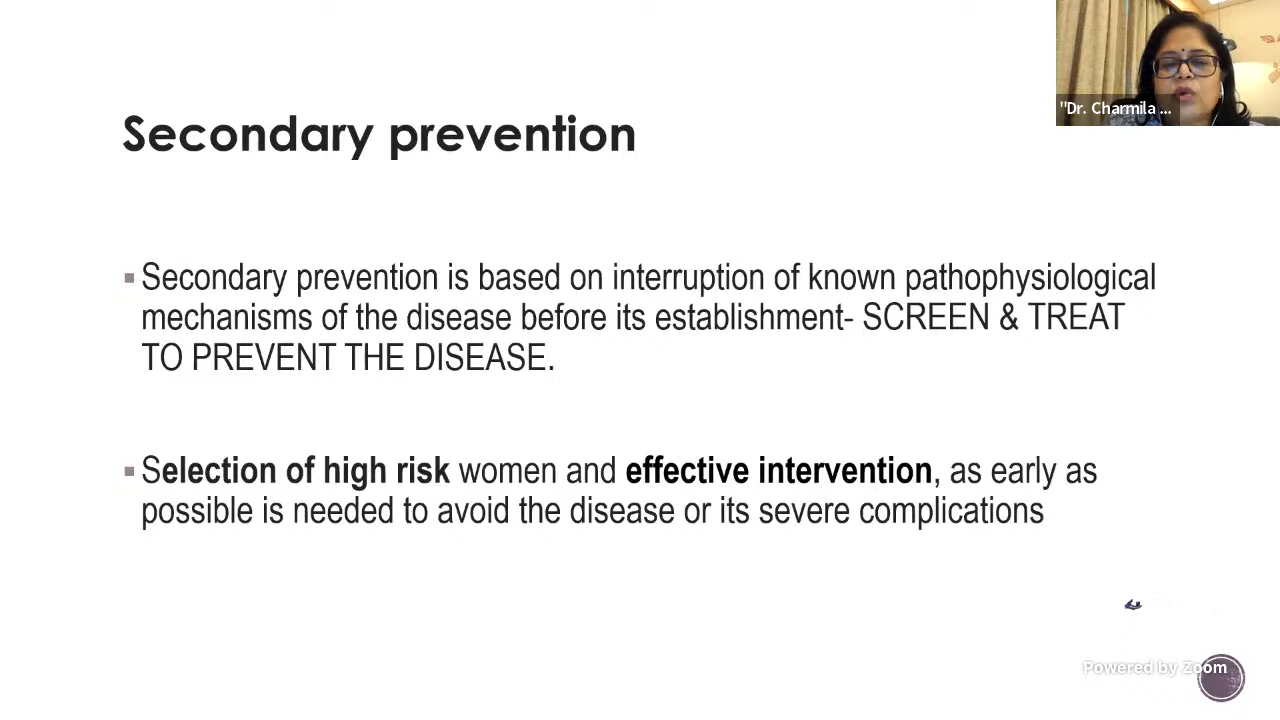 "Dr. Charmila ...
Secondary prevention
Secondary prevention is based on interruption of known pathophysiological
mechanisms of the disease before its establishment- SCREEN & TREAT
TO PREVENT THE DISEASE.
Selection of high risk women and effective intervention, as early as
possible is needed to avoid the disease or its severe complications
Powered by Zoom